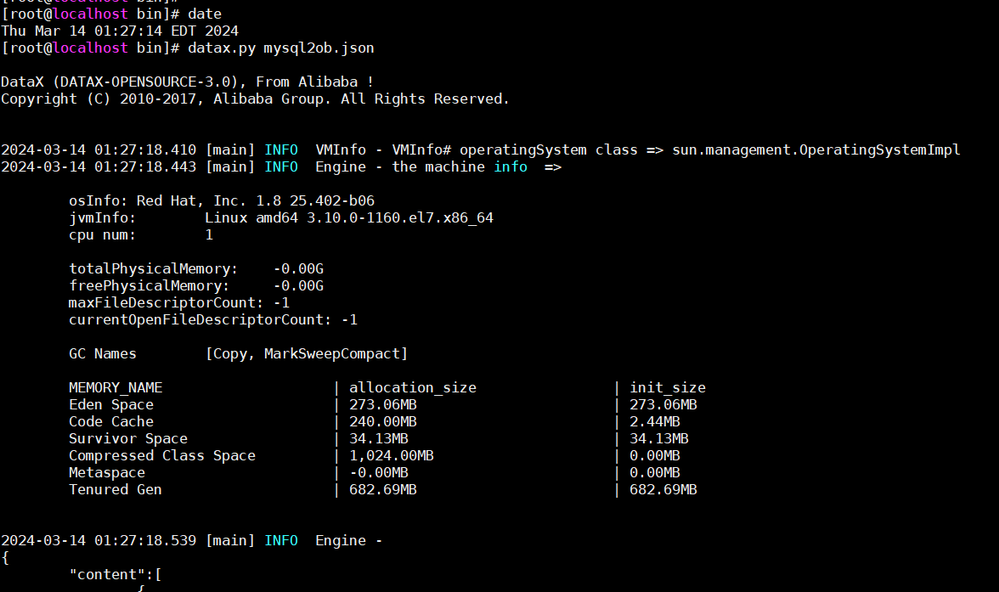 [root@localhost bin]#
[root@localhost bin]# date
Thu Mar 14 01:27:14 EDT 2024
[root@localhost bin]# datax.py mysql2ob.json
DataX (DATAX-OPENSOURCE-3.0), From Alibaba !
Copyright (C) 2010-2017, Alibaba Group. All Rights Reserved.
2024-03-14 01:27:18.410 [main] INFO  VMInfo - VMInfo# operatingSystem class => sun.management.OperatingSystemImpl
2024-03-14 01:27:18.443 [main] INFO  Engine - the machine info  =>
osInfo: Red Hat, Inc. 1.8 25.402-b06
jvmInfo:        Linux amd64 3.10.0-1160.el7.x86_64
cpu num:        1
totalPhysicalMemory:    -0.00G
freePhysicalMemory:     -0.00G
maxFileDescriptorCount: -1
currentOpenFileDescriptorCount: -1
GC Names        [Copy, MarkSweepCompact]
MEMORY_NAME                    | allocation_size                | init_size
Eden Space                     | 273.06MB                       | 273.06MB
Code Cache                     | 240.00MB                       | 2.44MB
Survivor Space                 | 34.13MB                        | 34.13MB
Compressed Class Space         | 1,024.00MB                     | 0.00MB
Metaspace                      | -0.00MB                        | 0.00MB
Tenured Gen                    | 682.69MB                       | 682.69MB
2024-03-14 01:27:18.539 [main] INFO  Engine -
{
"content":[
{